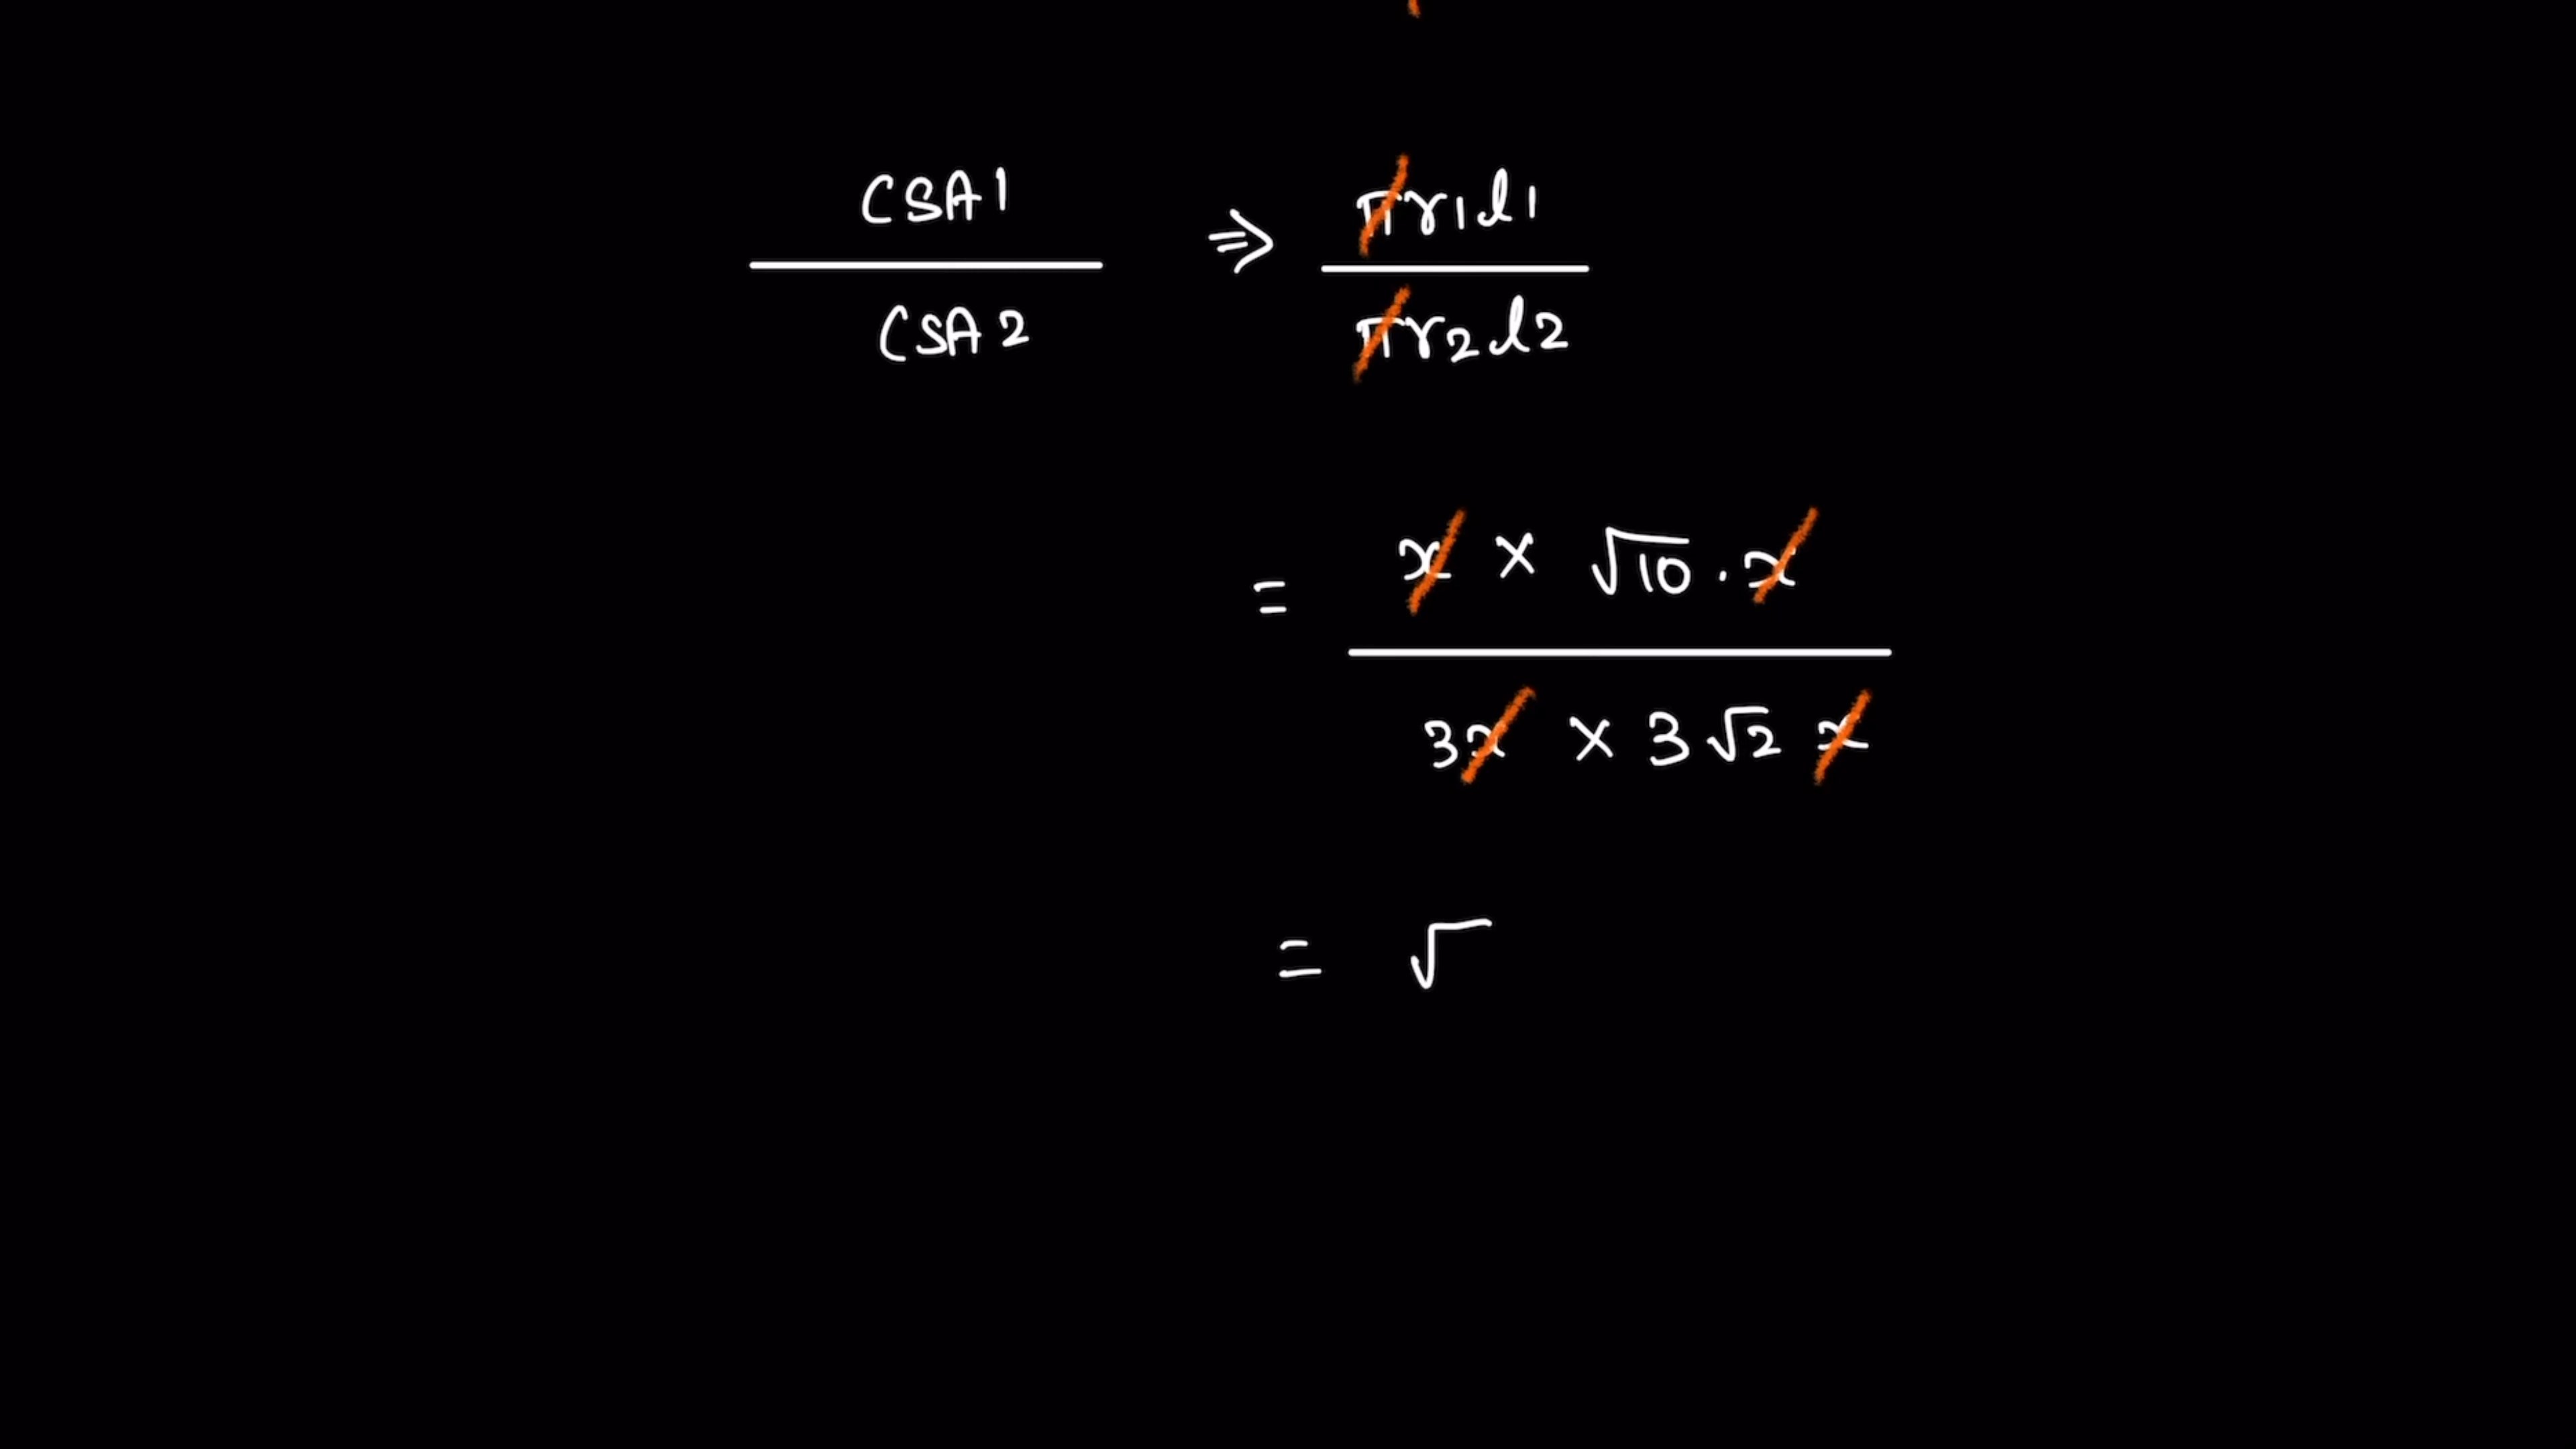 CSA1 ⇒ πr1l1
CSA2 πr2l2
= x × √10 . x
3x × 3√2 x
= √